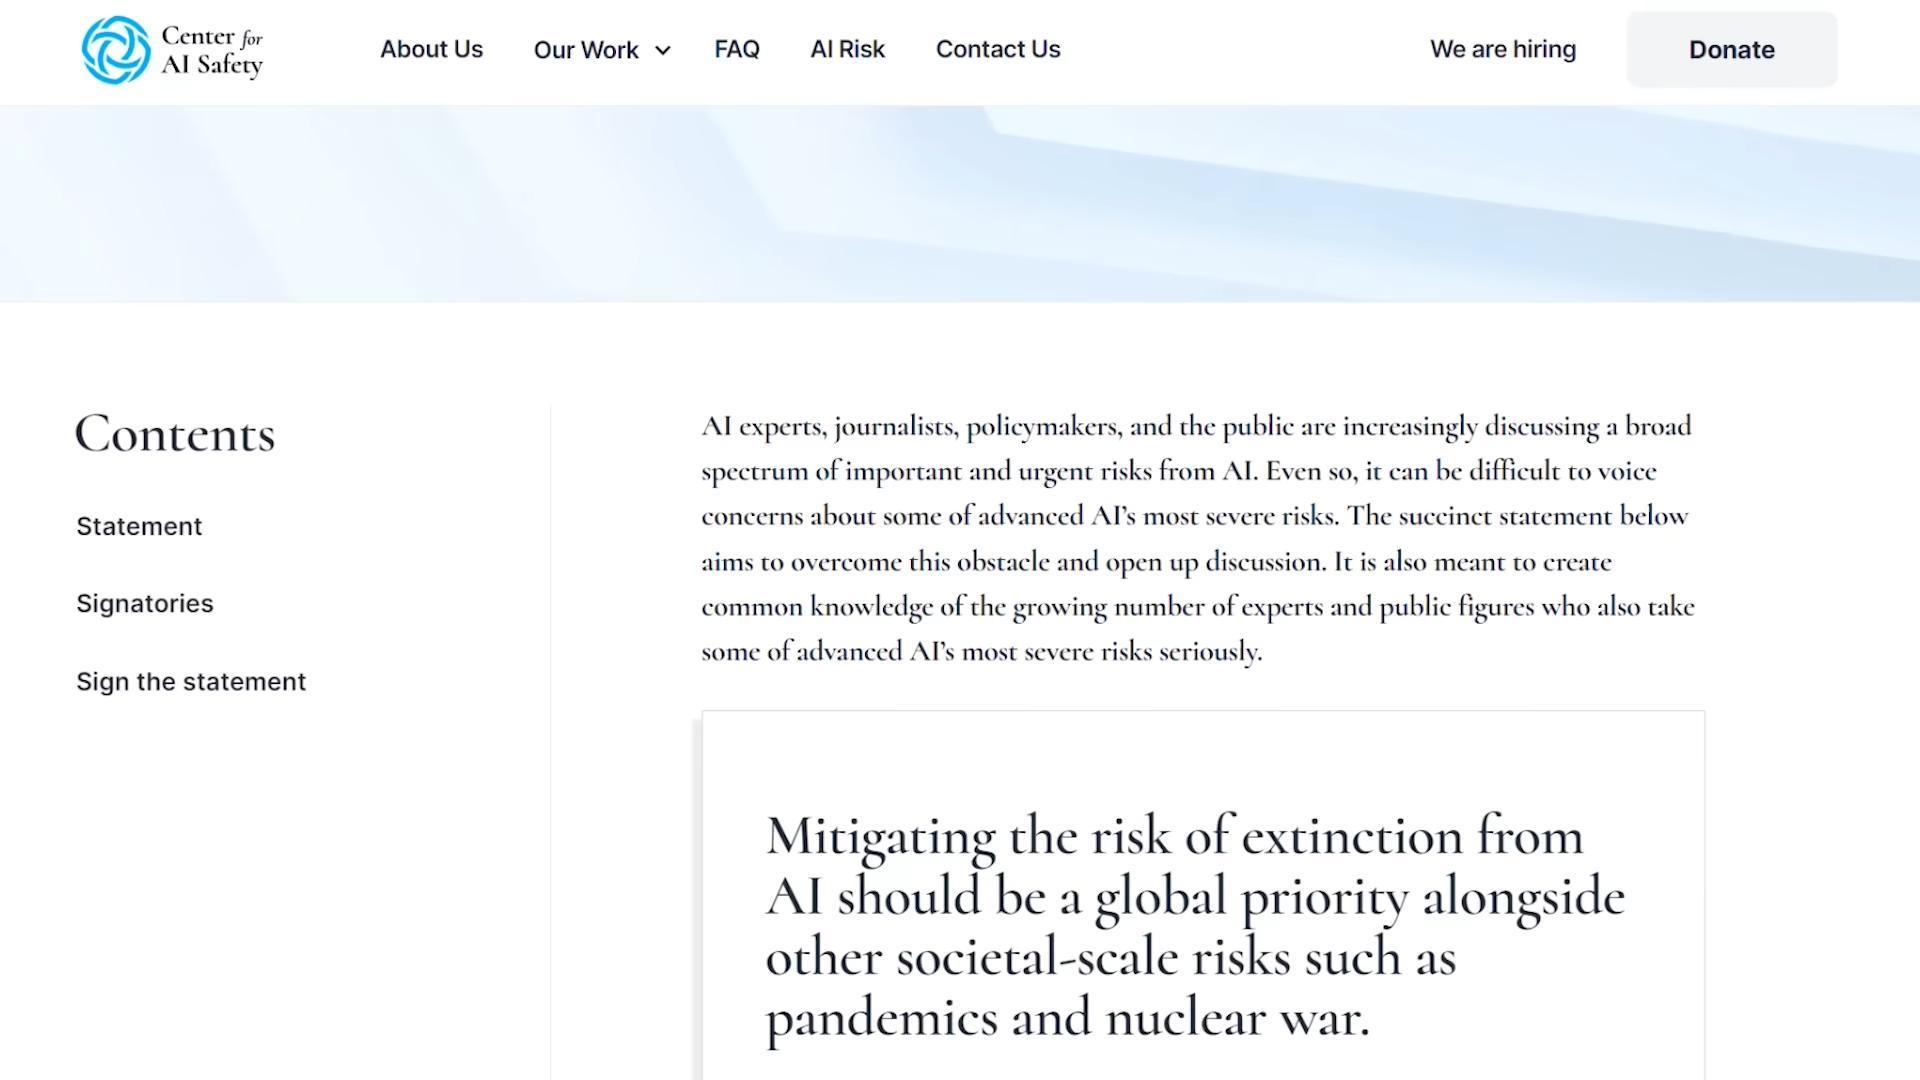 Center for
AI Safety
About Us
Our Work
FAQ
AI Risk
Contact Us
We are hiring
Donate
Contents
Statement
Signatories
Sign the statement
AI experts, journalists, policymakers, and the public are increasingly discussing a broad
spectrum of important and urgent risks from AI. Even so, it can be difficult to voice
concerns about some of advanced AI’s most severe risks. The succinct statement below
aims to overcome this obstacle and open up discussion. It is also meant to create
common knowledge of the growing number of experts and public figures who also take
some of advanced AI’s most severe risks seriously.
Mitigating the risk of extinction from
AI should be a global priority alongside
other societal-scale risks such as
pandemics and nuclear war.